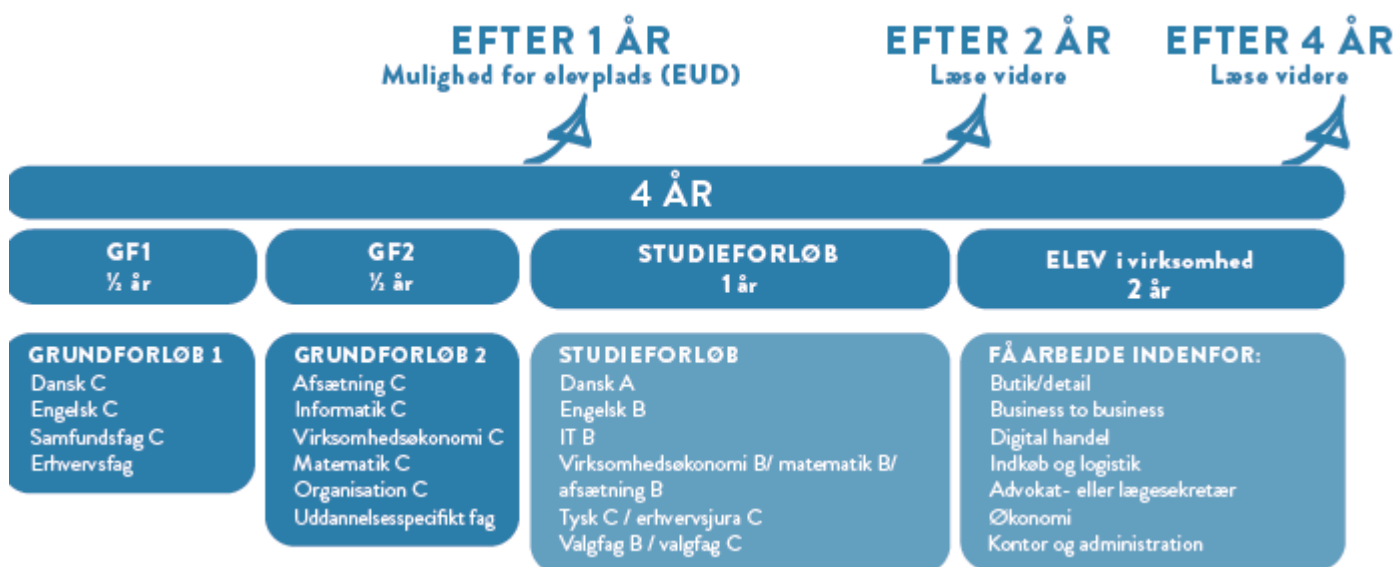 EFTER 1 ÅR
Mulighed for elevplads (EUD)
EFTER 2 ÅR
Læse videre
EFTER 4 ÅR
Læse videre
4 ÅR
GF1
½ år
GF2
½ år
STUDIEFORLØB
1 år
ELEV i virksomhed
2 år
GRUNDFORLØB 1
Dansk C
Engelsk C
Samfundsfag C
Erhvervsfag
GRUNDFORLØB 2
Afsætning C
Informatik C
Virksomhedsøkonomi C
Matematik C
Organisation C
Uddannelsesspecifikt fag
STUDIEFORLØB
Dansk A
Engelsk B
IT B
Virksomhedsøkonomi B/ matematik B/
afsætning B
Tysk C / erhvervsjura C
Valgfag B / valgfag C
FÅ ARBEJDE INDENFOR:
Butik/detail
Business to business
Digital handel
Indkøb og logistik
Advokat- eller lægesekretær
Økonomi
Kontor og administration